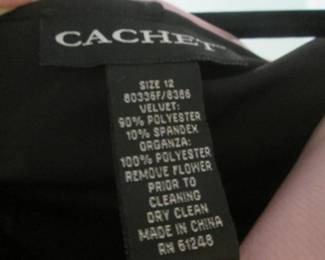 CACHET
SIZE 12
80336F/8386
VELVET:
90% POLYESTER
10% SPANDEX
ORGANZA:
100% POLYESTER
REMOVE FLOWER
PRIOR TO
CLEANING
DRY CLEAN
MADE IN CHINA
RN 61248